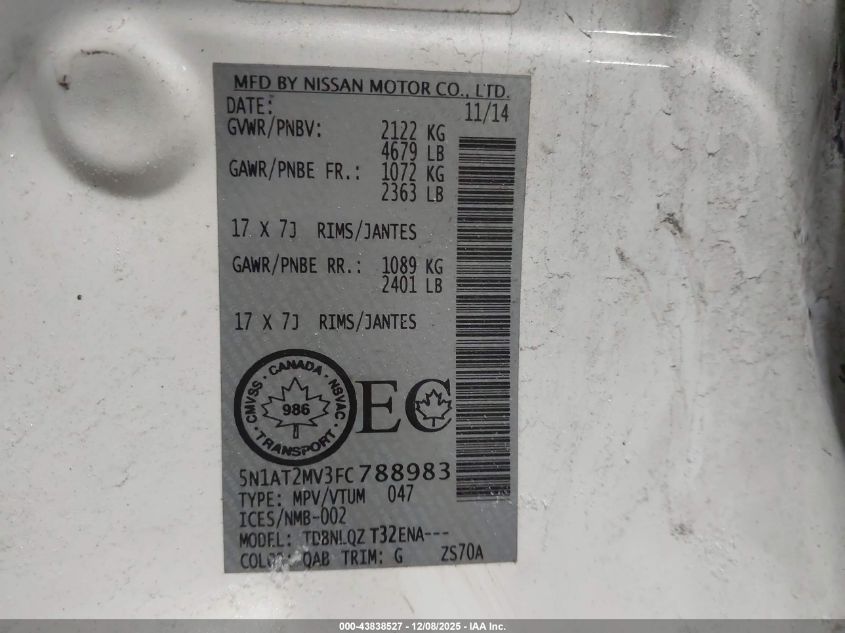 MFD BY NISSAN MOTOR CO., LTD.
DATE: 11/14
GVWR/PNBV: 2122 KG
4679 LB
GAWR/PNBE FR.: 1072 KG
2363 LB
17 X 7J RIMS/JANTES
GAWR/PNBE RR.: 1089 KG
2401 LB
17 X 7J RIMS/JANTES
CANADA
CMVSS NSVAC
986
TRANSPORT
EC
5N1AT2MV3FC788983
TYPE: MPV/VTUM 047
ICES/NMB-002
MODEL: TD8NLQZ T32ENA---
COLOR: QAB TRIM: G ZS70A
000-43838527 - 12/08/2025 - IAA Inc.